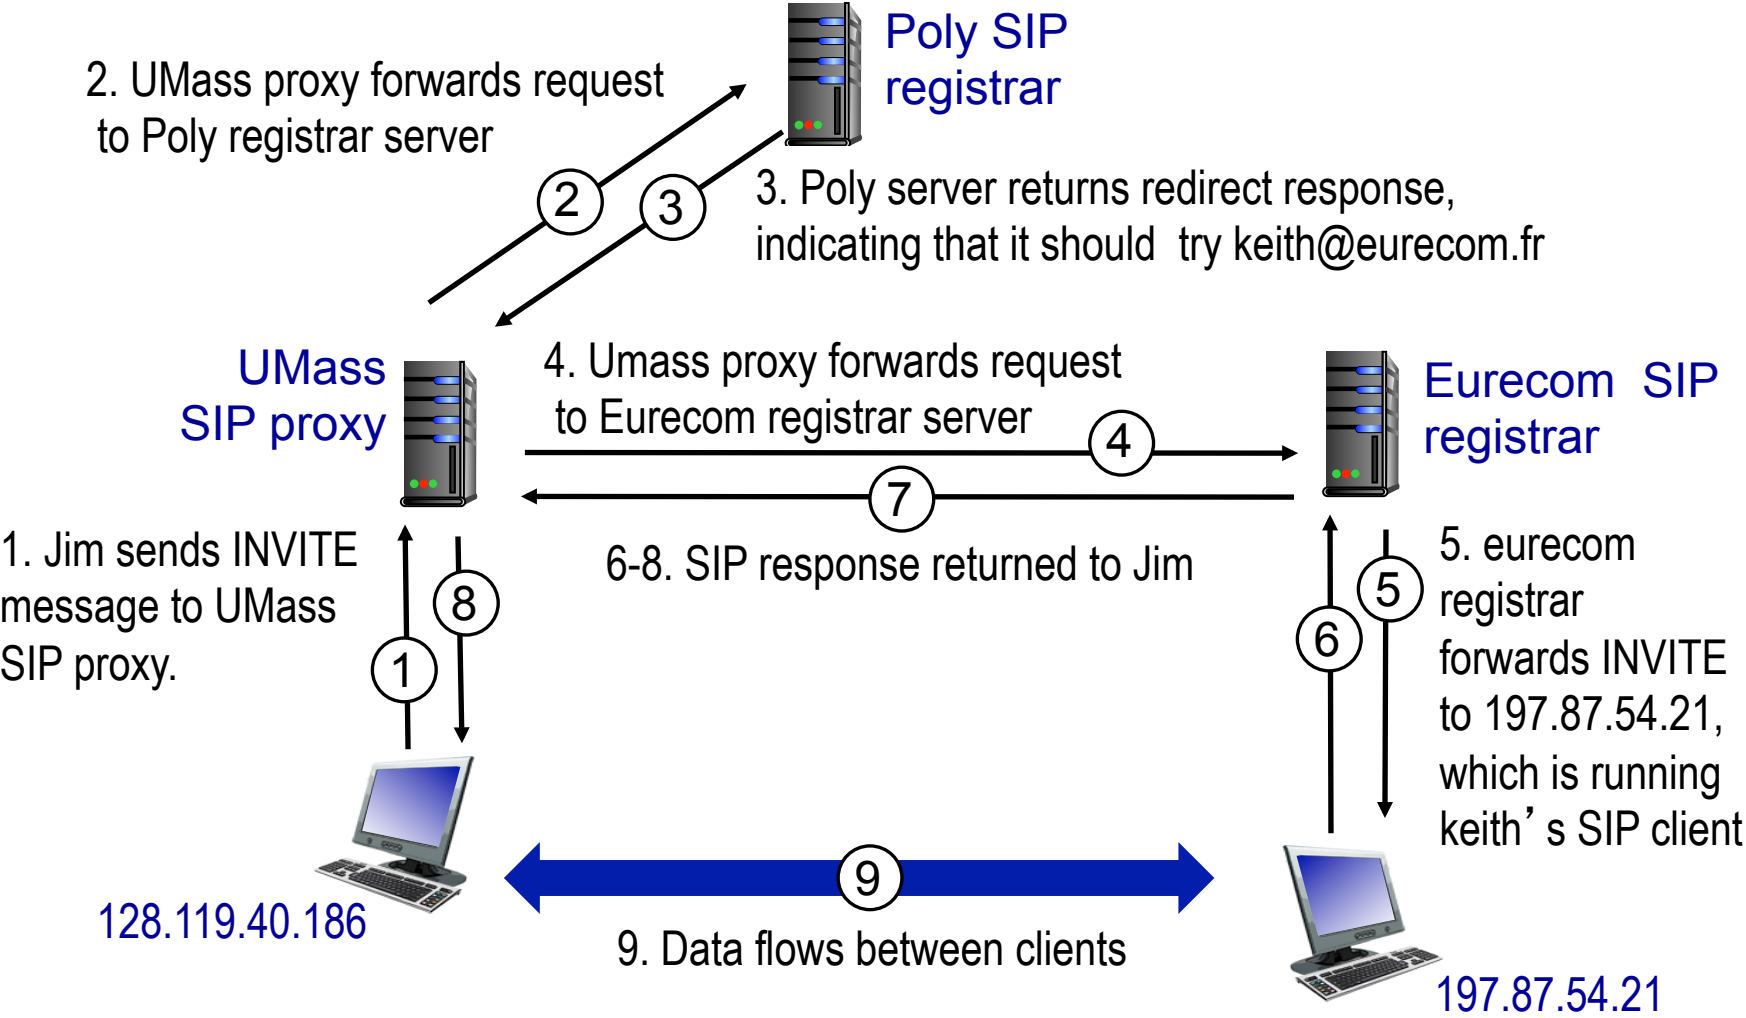 Poly SIP
registrar
2. UMass proxy forwards request
to Poly registrar server
2
3
3. Poly server returns redirect response,
indicating that it should try keith@eurecom.fr
UMass
SIP proxy
4. Umass proxy forwards request
to Eurecom registrar server
4
Eurecom SIP
registrar
7
1. Jim sends INVITE
message to UMass
SIP proxy.
6-8. SIP response returned to Jim
8
1
5
6
5. eurecom
registrar
forwards INVITE
to 197.87.54.21,
which is running
keith’s SIP client
9
128.119.40.186
9. Data flows between clients
197.87.54.21